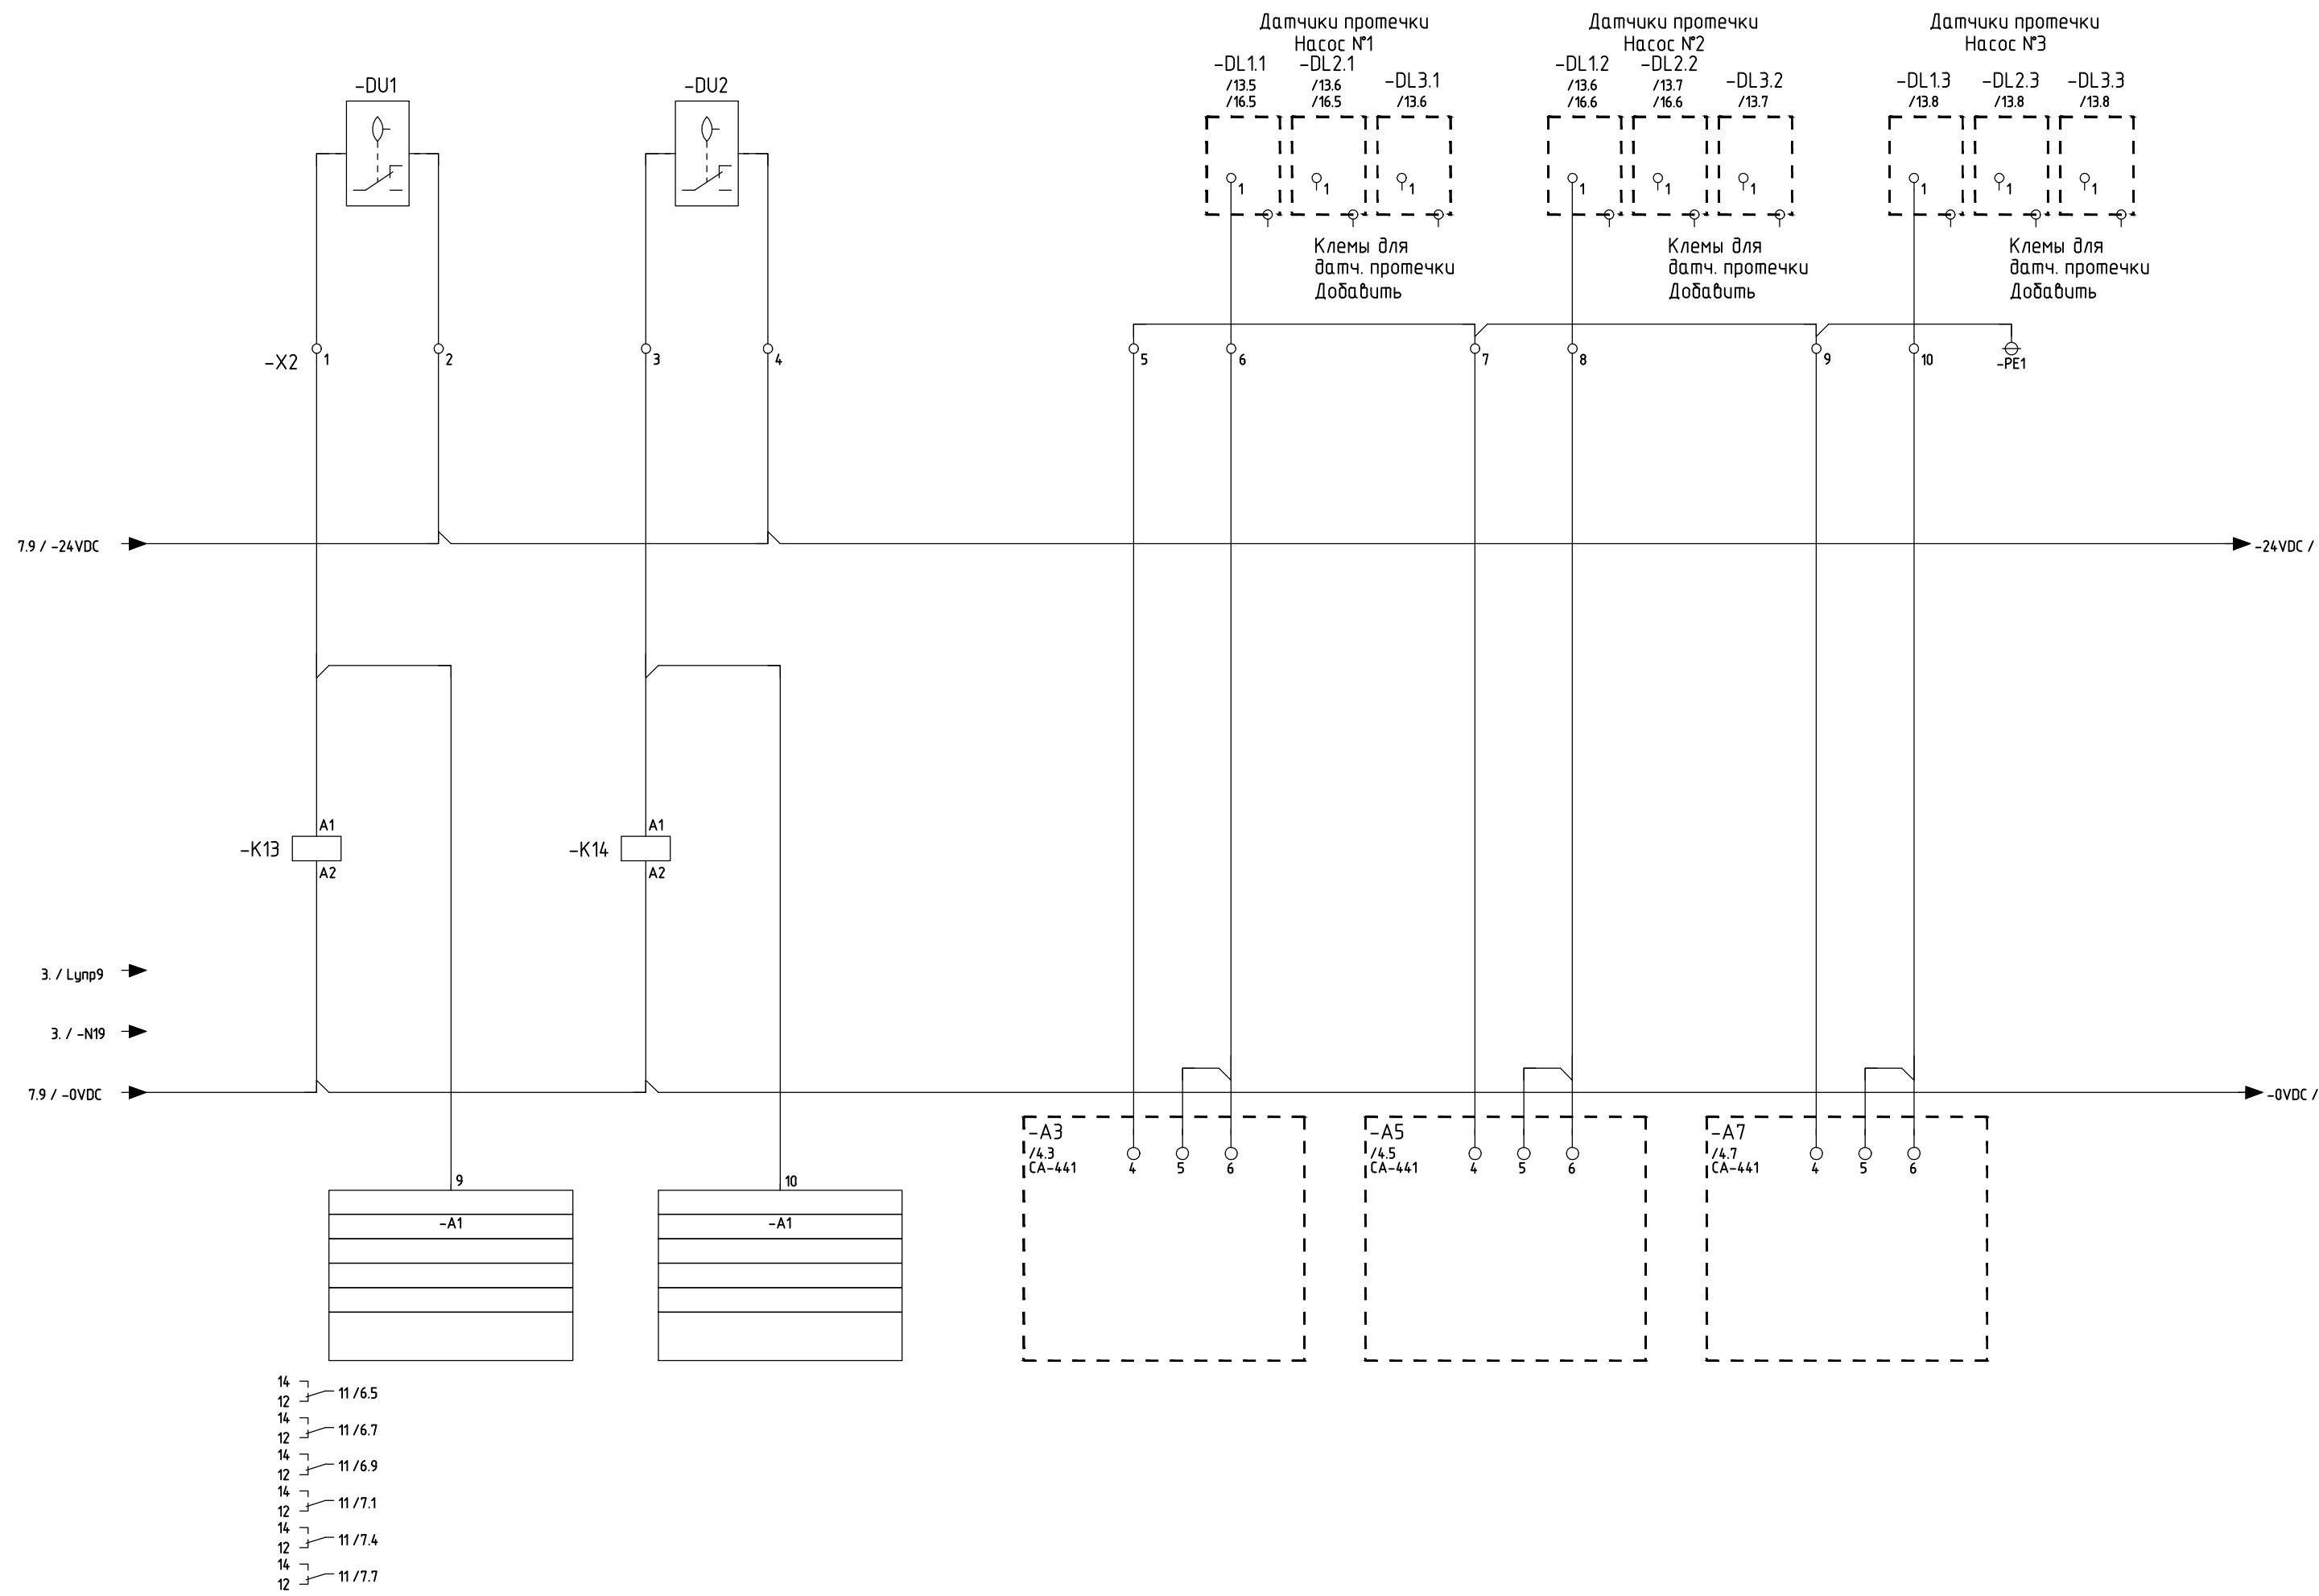 Датчики протечки
Насос №1
Датчики протечки
Насос №2
Датчики протечки
Насос №3
-DU1
-DU2
-DL1.1
/13.5
/16.5
-DL2.1
/13.6
/16.5
-DL3.1
/13.6
-DL1.2
/13.6
/16.6
-DL2.2
/13.7
/16.6
-DL3.2
/13.7
-DL1.3
/13.8
-DL2.3
/13.8
-DL3.3
/13.8
1
1
1
1
1
1
1
1
1
Клемы для
датч. протечки
Добавить
Клемы для
датч. протечки
Добавить
Клемы для
датч. протечки
Добавить
-X2
1
2
3
4
5
6
7
8
9
10
-PE1
7.9 / -24VDC
-24VDC /
-K13
A1
A2
-K14
A1
A2
3. / Lупр9
3. / -N19
7.9 / -0VDC
-0VDC /
-A3
/4.3
CA-441
4
5
6
-A5
/4.5
CA-441
4
5
6
-A7
/4.7
CA-441
4
5
6
9
-A1
10
-A1
14
12
11 /6.5
14
12
11 /6.7
14
12
11 /6.9
14
12
11 /7.1
14
12
11 /7.4
14
12
11 /7.7